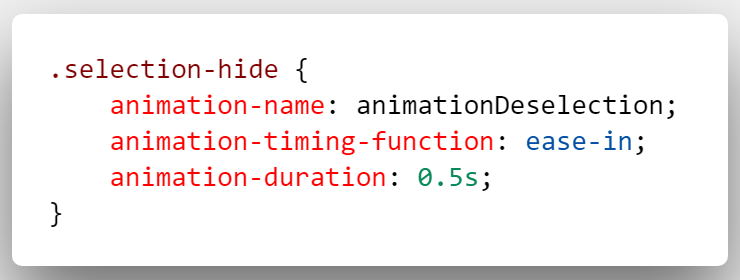 .selection-hide {
    animation-name: animationDeselection;
    animation-timing-function: ease-in;
    animation-duration: 0.5s;
}